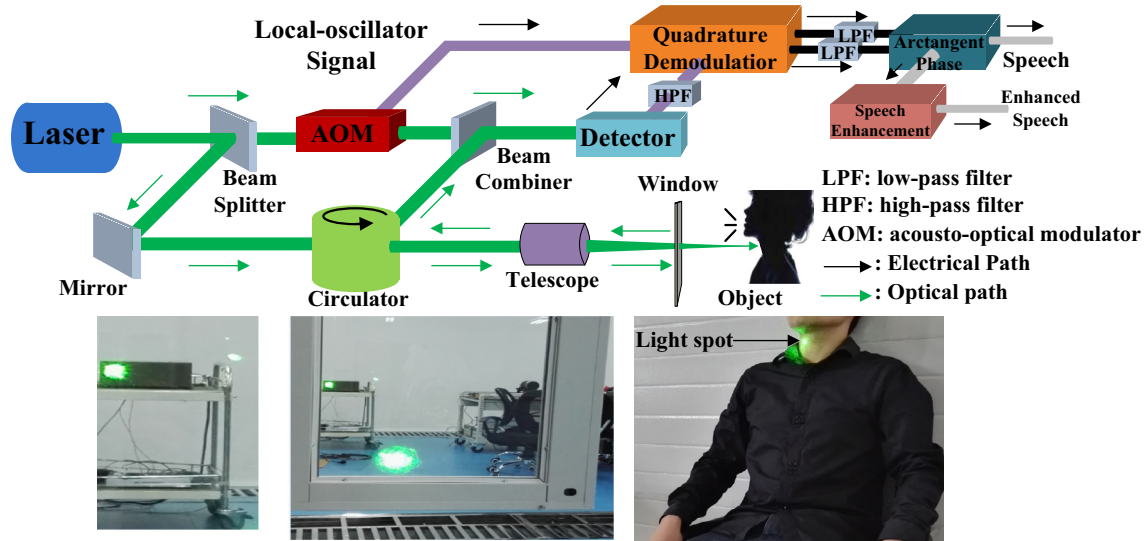 Local-oscillator
Signal
Quadrature
Demodulatior
LPF
LPF
Arctangent
Phase
Speech
HPF
Speech
Enhancement
Enhanced
Speech
Laser
AOM
Detector
Beam
Splitter
Beam
Combiner
Window
Mirror
Circulator
Telescope
Object
LPF: low-pass filter
HPF: high-pass filter
AOM: acousto-optical modulator
: Electrical Path
: Optical path
Light spot